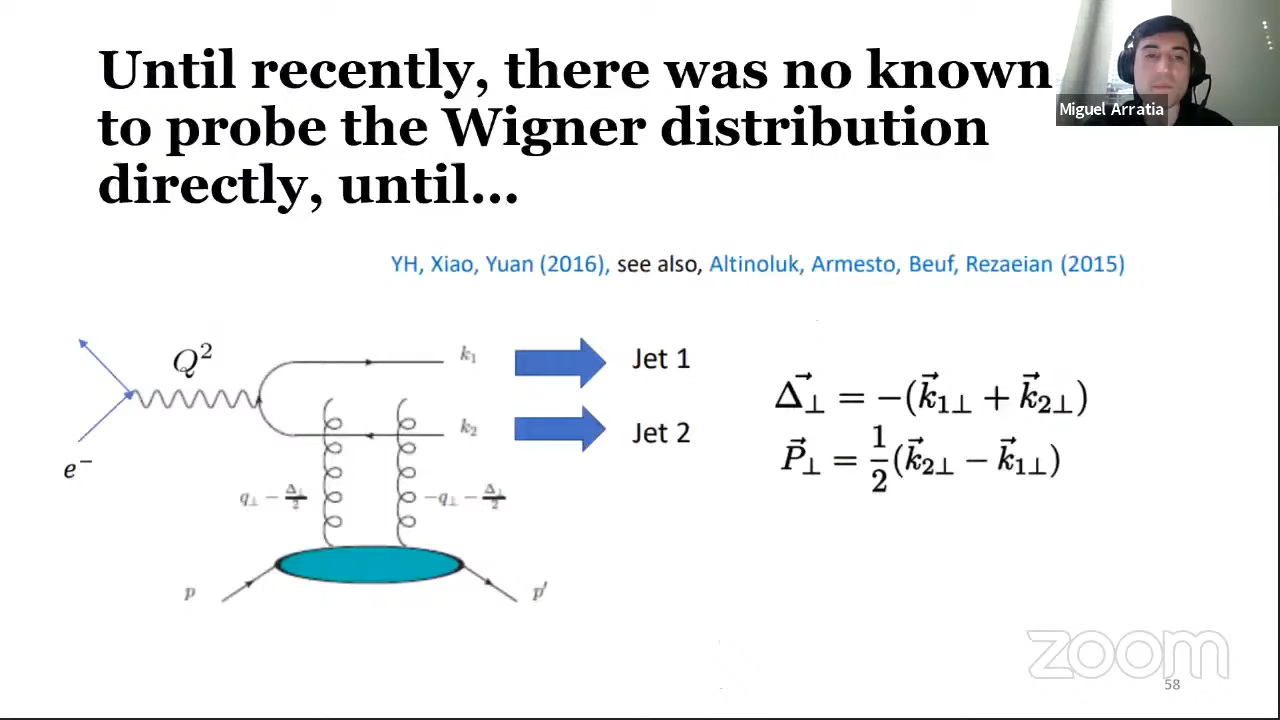 Until recently, there was no known
to probe the Wigner distribution
directly, until...
Miguel Arratia
YH, Xiao, Yuan (2016), see also, Altinoluk, Armesto, Beuf, Rezaeian (2015)
Q²
k₁
Jet 1
k₂
Jet 2
e⁻
q⊥ − Δ⊥/2
−q⊥ − Δ⊥/2
p
p′
Δ⃗⊥ = −(k⃗₁⊥ + k⃗₂⊥)
P⃗⊥ = 1/2(k⃗₂⊥ − k⃗₁⊥)
zoom
58